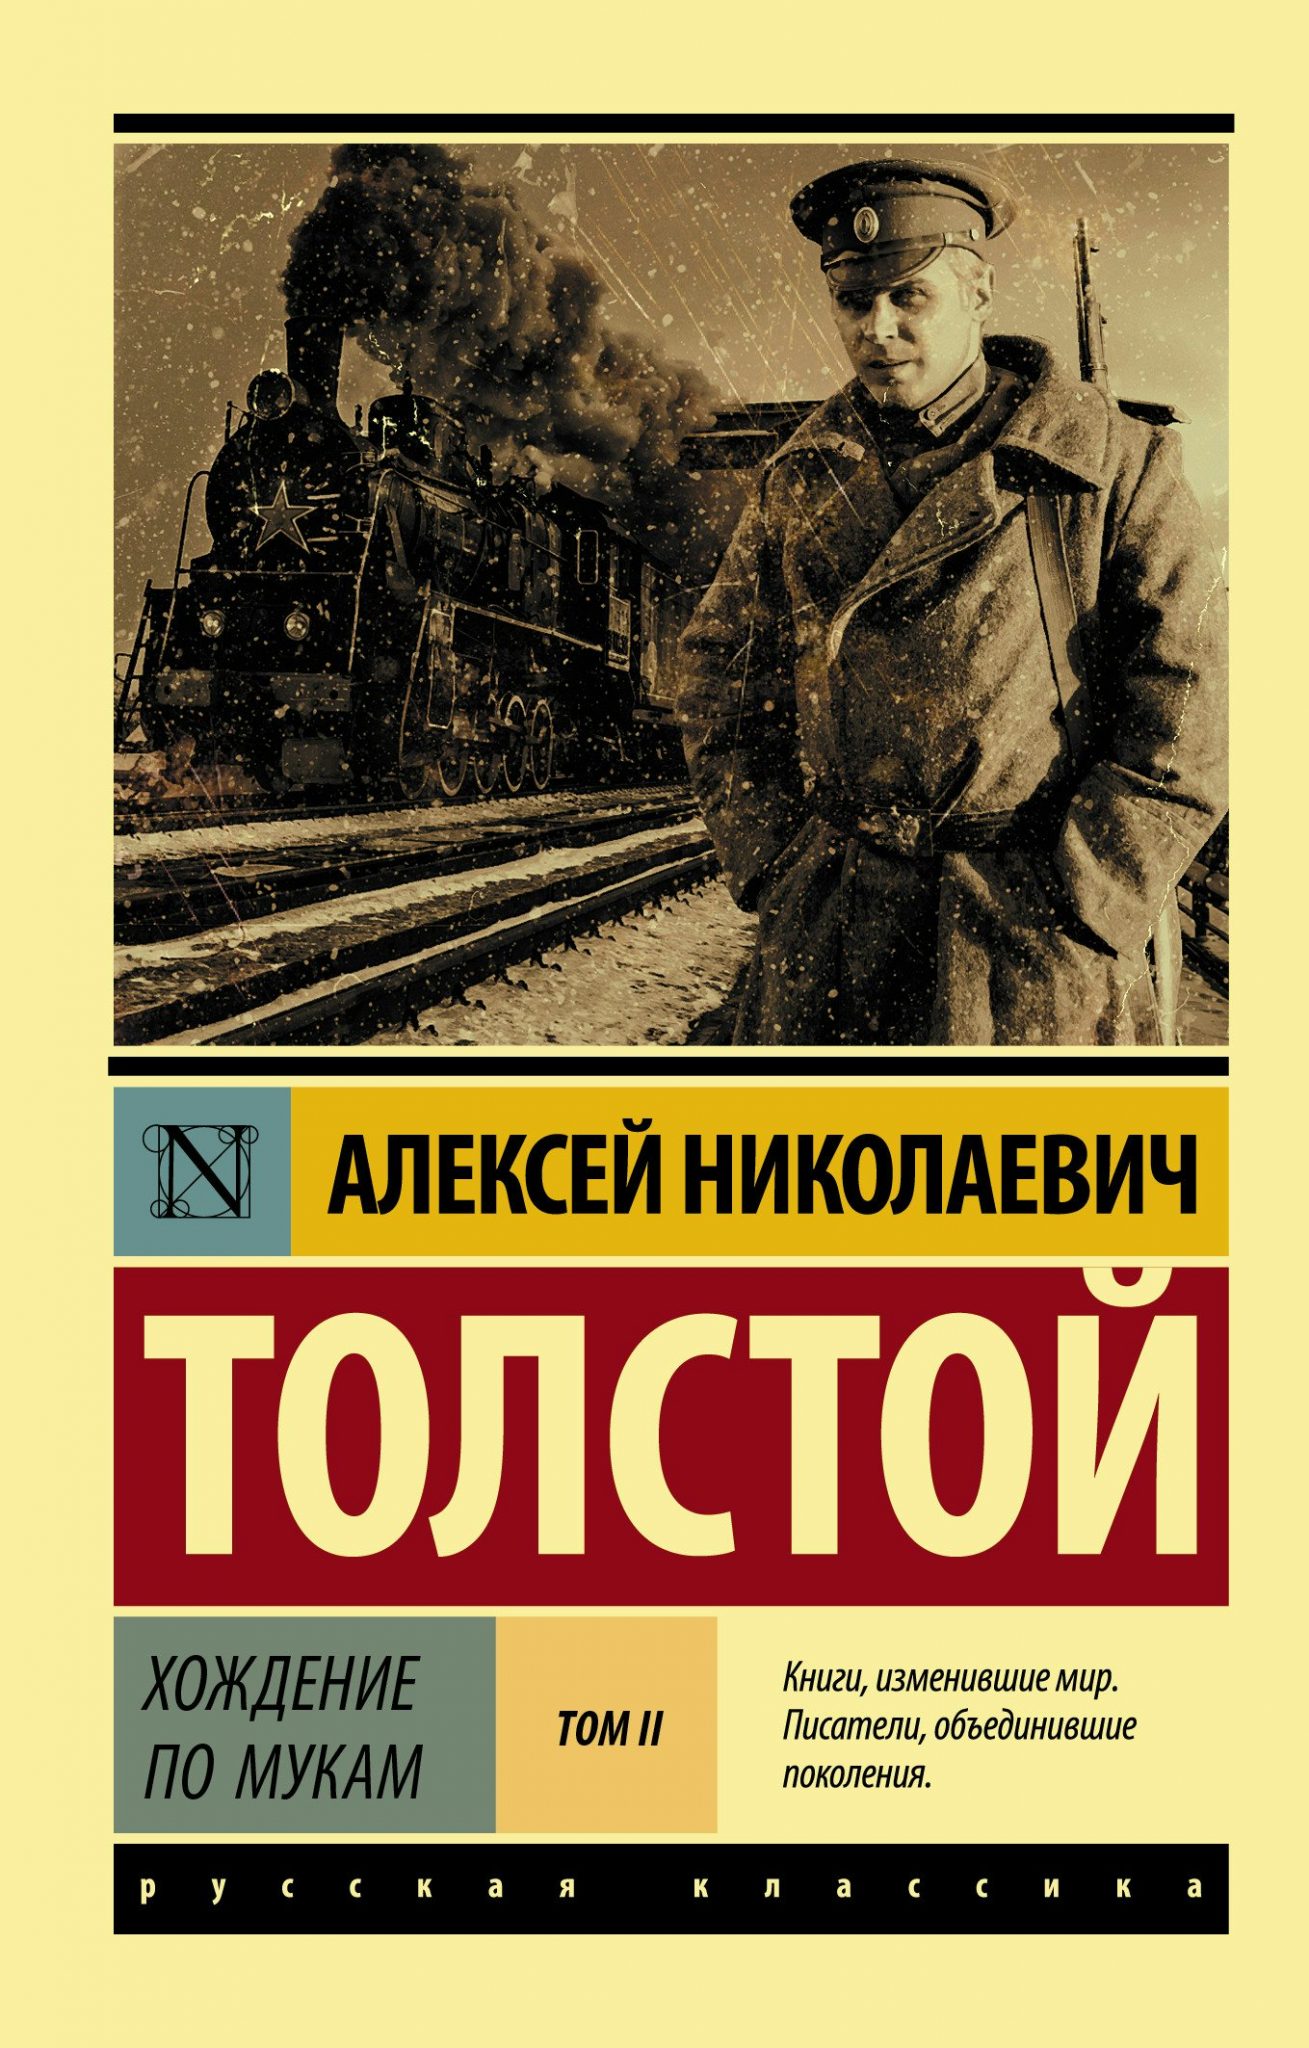 N
АЛЕКСЕЙ НИКОЛАЕВИЧ
ТОЛСТОЙ
ХОЖДЕНИЕ
ПО МУКАМ
ТОМ II
Книги, изменившие мир.
Писатели, объединившие
поколения.
русская классика